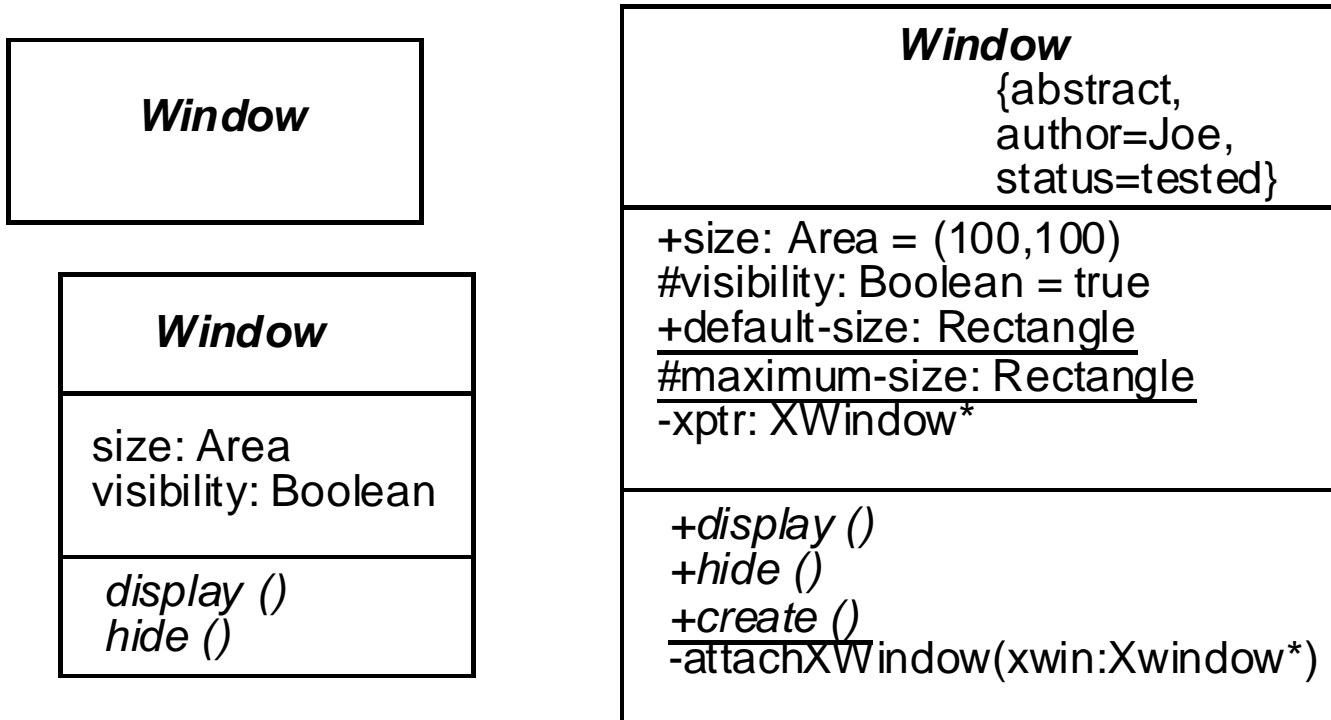 Window
Window
size: Area
visibility: Boolean
display ()
hide ()
Window
{abstract,
author=Joe,
status=tested}
+size: Area = (100,100)
#visibility: Boolean = true
+default-size: Rectangle
#maximum-size: Rectangle
-xptr: XWindow*
+display ()
+hide ()
+create ()
-attachXWindow(xwin:Xwindow*)